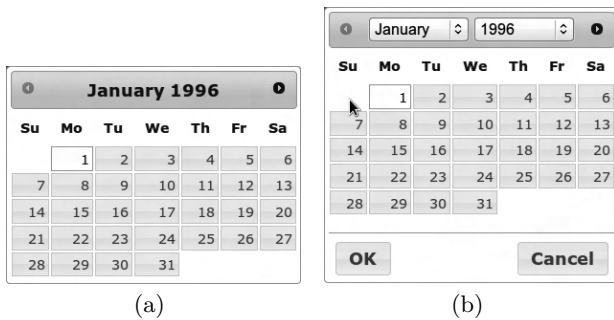 January 1996
Su Mo Tu We Th Fr Sa
1 2 3 4 5 6
7 8 9 10 11 12 13
14 15 16 17 18 19 20
21 22 23 24 25 26 27
28 29 30 31
(a)
January 1996
Su Mo Tu We Th Fr Sa
1 2 3 4 5 6
7 8 9 10 11 12 13
14 15 16 17 18 19 20
21 22 23 24 25 26 27
28 29 30 31
OK Cancel
(b)